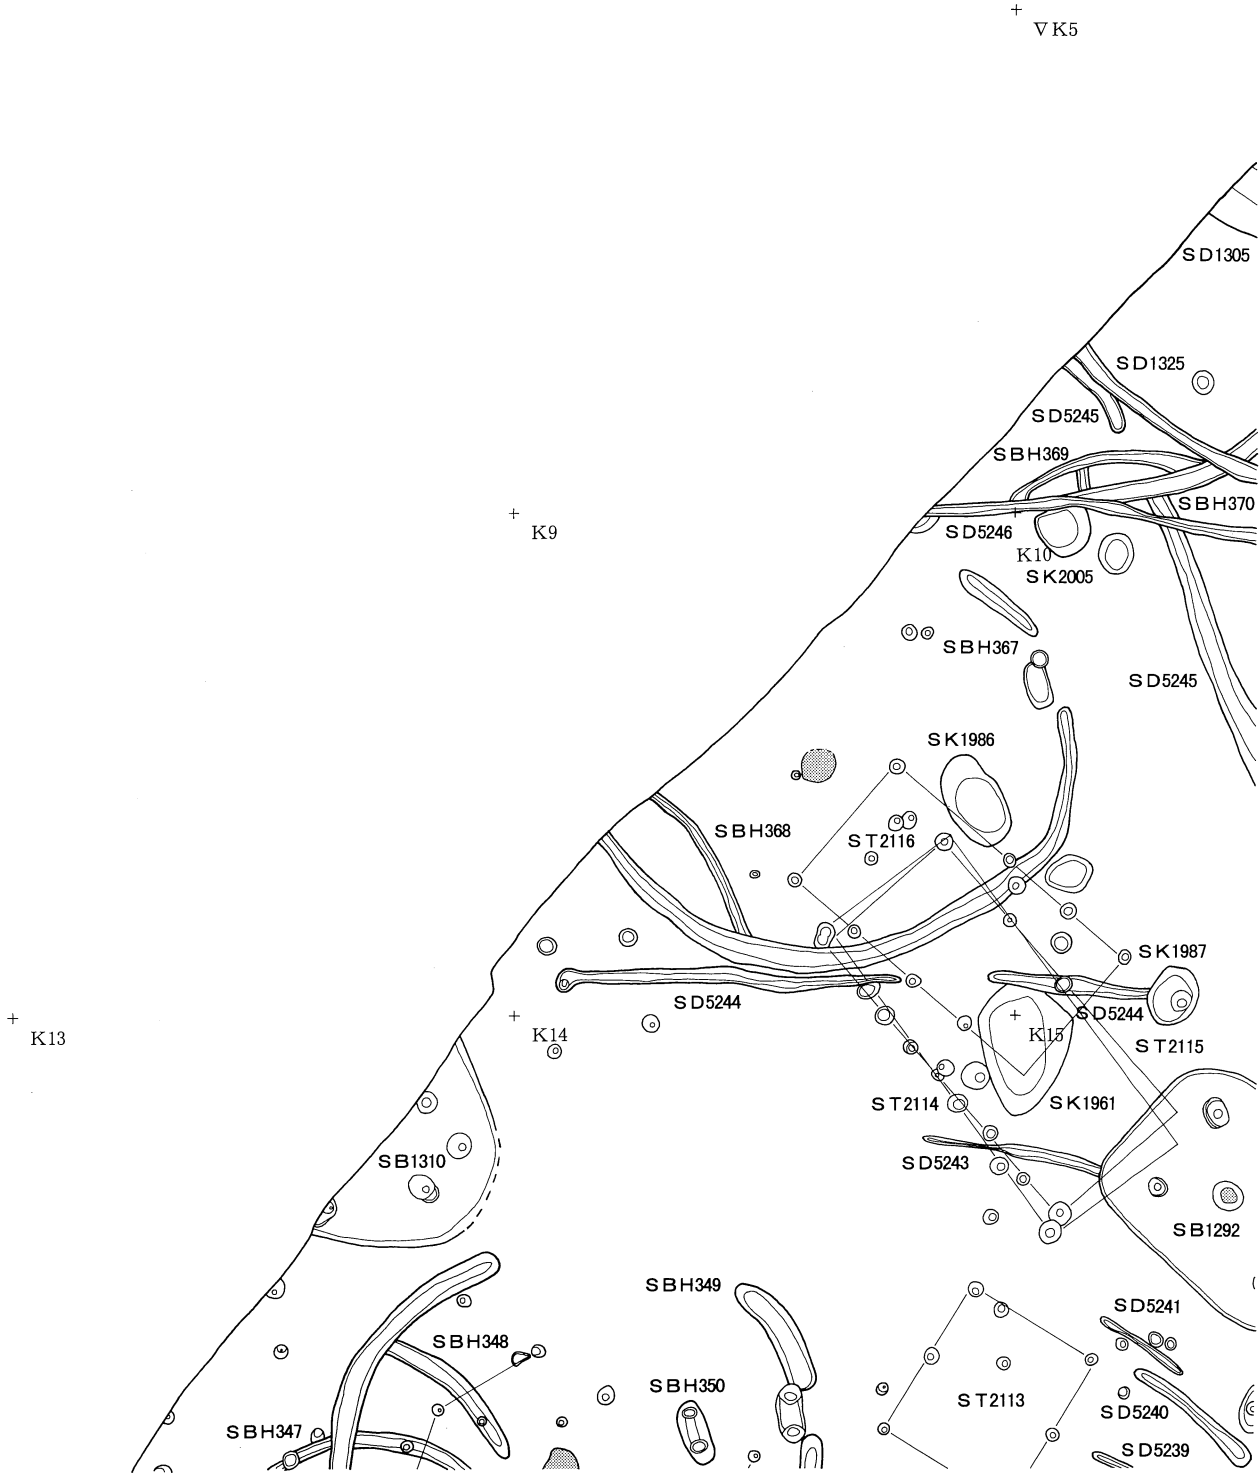 ∇K5
SD1305
SD1325
SD5245
SBH369
SBH370
K9
SD5246
K10
SK2005
SBH367
SD5245
SK1986
SBH368
ST2116
SK1987
SD5244
SD5244
K13
K14
K15
ST2115
ST2114
SK1961
SB1310
SD5243
SB1292
SBH349
SD5241
SBH348
SBH350
ST2113
SD5240
SBH347
SD5239